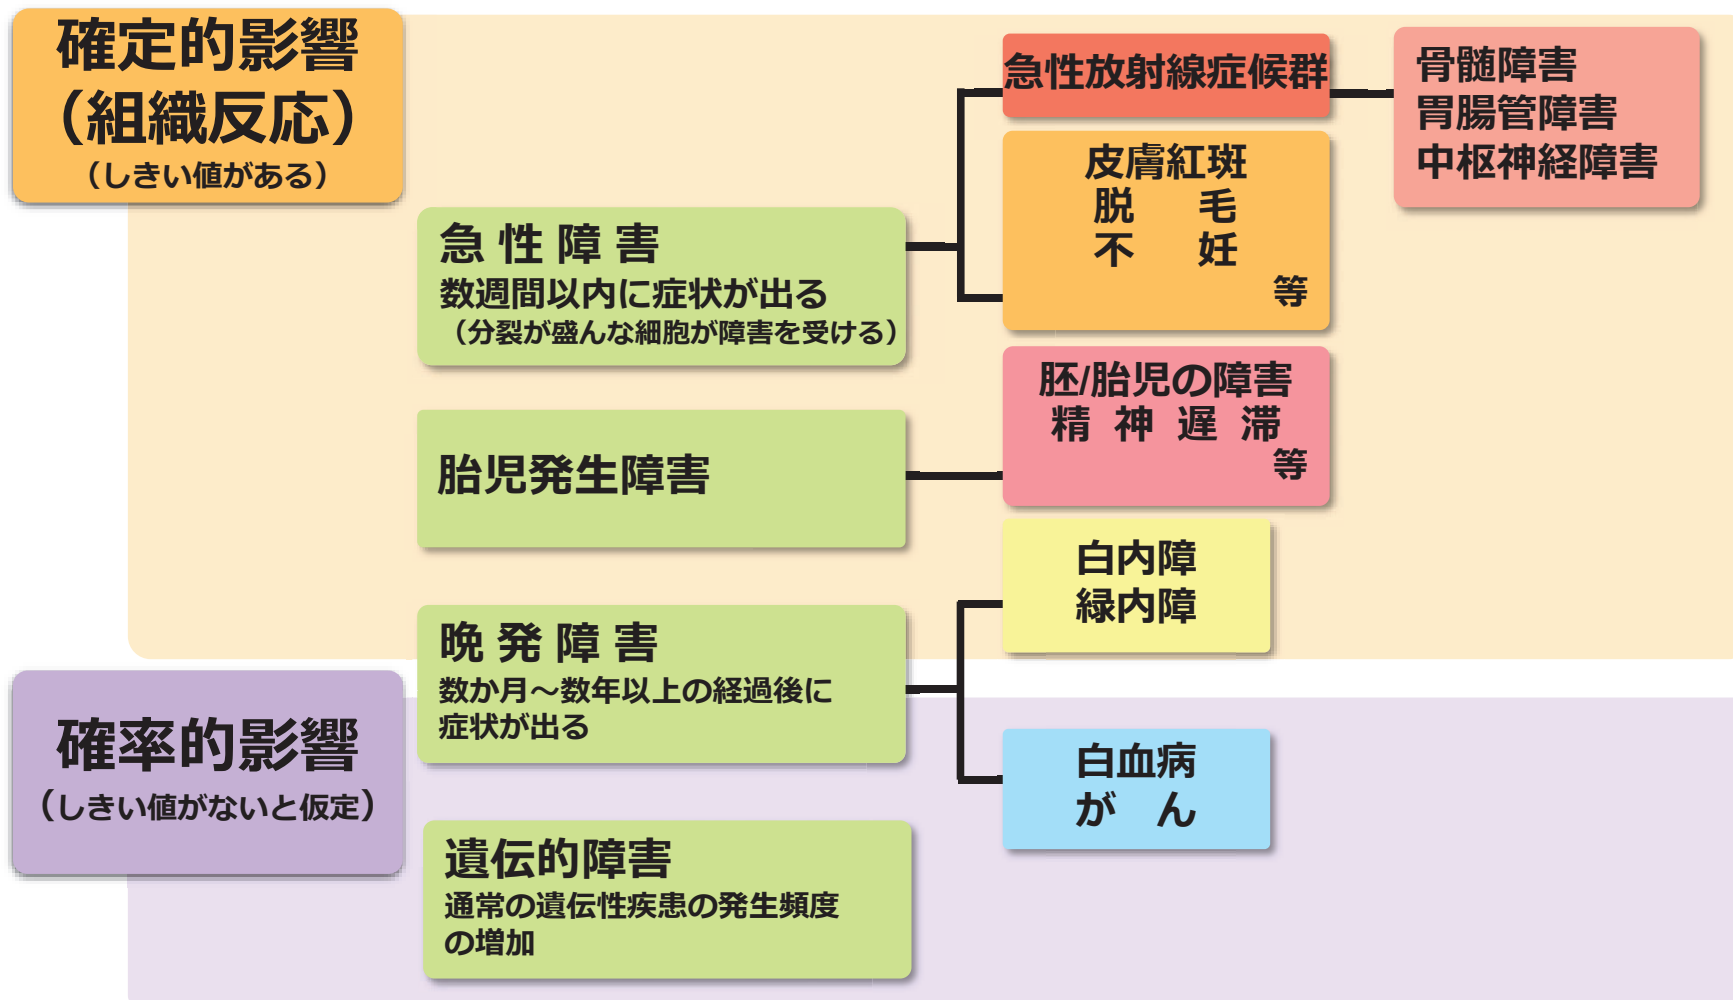 確定的影響
（組織反応）
（しきい値がある）
急性障害
数週間以内に症状が出る
（分裂が盛んな細胞が障害を受ける）
急性放射線症候群
骨髄障害
胃腸管障害
中枢神経障害
皮膚紅斑
脱毛
不妊
等
胎児発生障害
胚/胎児の障害
精神遅滞
等
晩発障害
数か月～数年以上の経過後に
症状が出る
白内障
緑内障
確率的影響
（しきい値がないと仮定）
白血病
がん
遺伝的障害
通常の遺伝性疾患の発生頻度
の増加